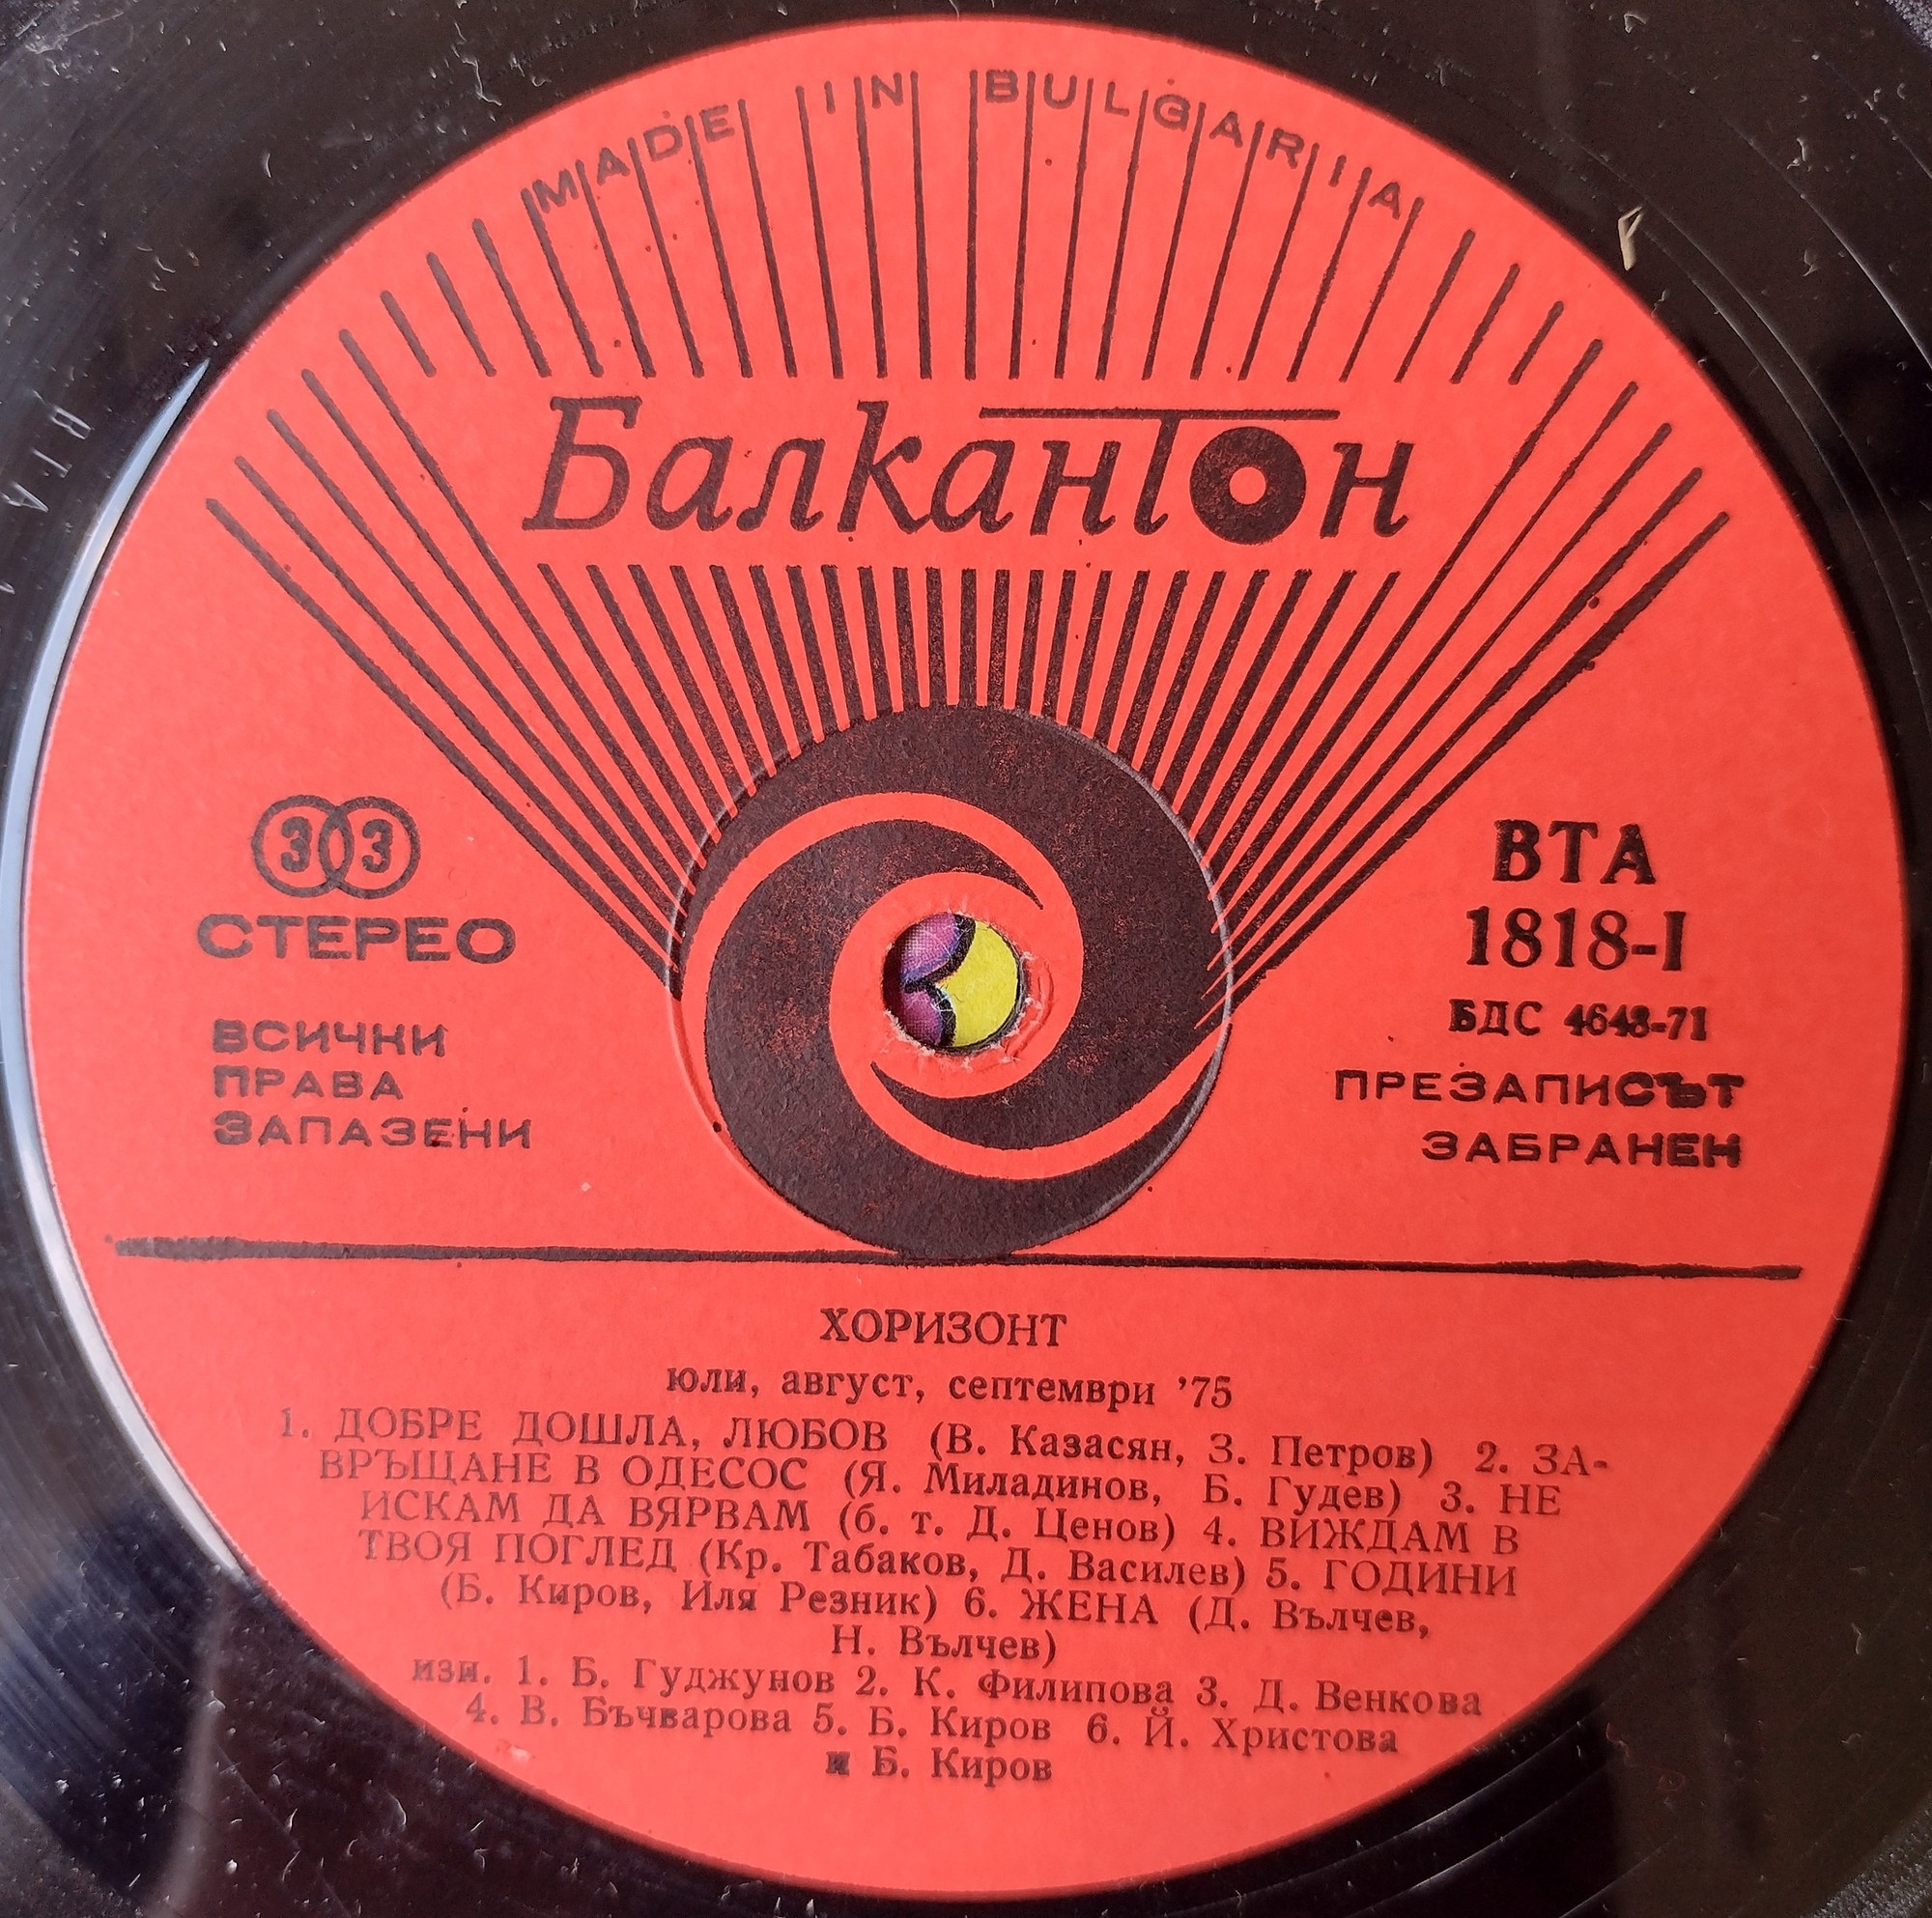 MADE IN BULGARIA
Балкантон
33
СТЕРЕО
ВСИЧКИ
ПРАВА
ЗАПАЗЕНИ
ВТА
1818-I
БДС 4648-71
ПРЕЗАПИСЪТ
ЗАБРАНЕН
ХОРИЗОНТ
юли, август, септември '75
1. ДОБРЕ ДОШЛА, ЛЮБОВ (В. Казасян, З. Петров) 2. ЗА-
ВРЪЩАНЕ В ОДЕСОС (Я. Миладинов, Б. Гудев) 3. НЕ
ИСКАМ ДА ВЯРВАМ (б. т. Д. Ценов) 4. ВИЖДАМ В
ТВОЯ ПОГЛЕД (Кр. Табаков, Д. Василев) 5. ГОДИНИ
(Б. Киров, Иля Резник) 6. ЖЕНА (Д. Вълчев,
Н. Вълчев)
изп. 1. Б. Гуджунов 2. К. Филипова 3. Д. Венкова
4. В. Бъчварова 5. Б. Киров 6. Й. Христова
и Б. Киров